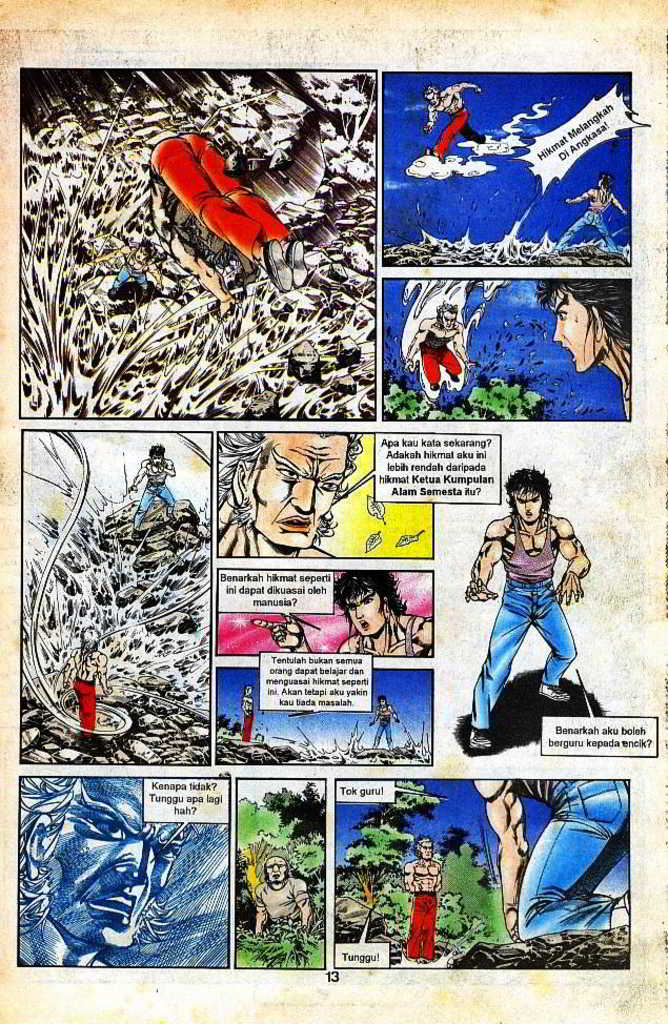 Hikmat Melangkah
Di Angkasa!
Apa kau kata sekarang?
Adakah hikmat aku ini
lebih rendah daripada
hikmat Ketua Kumpulan
Alam Semesta itu?
Benarkah hikmat seperti
ini dapat dikuasai oleh
manusia?
Tentulah bukan semua
orang dapat belajar dan
menguasai hikmat seperti
ini. Akan tetapi aku yakin
kau tiada masalah.
Benarkah aku boleh
berguru kepada encik?
Kenapa tidak?
Tunggu apa lagi
hah?
Tok guru!
Tunggu!
13